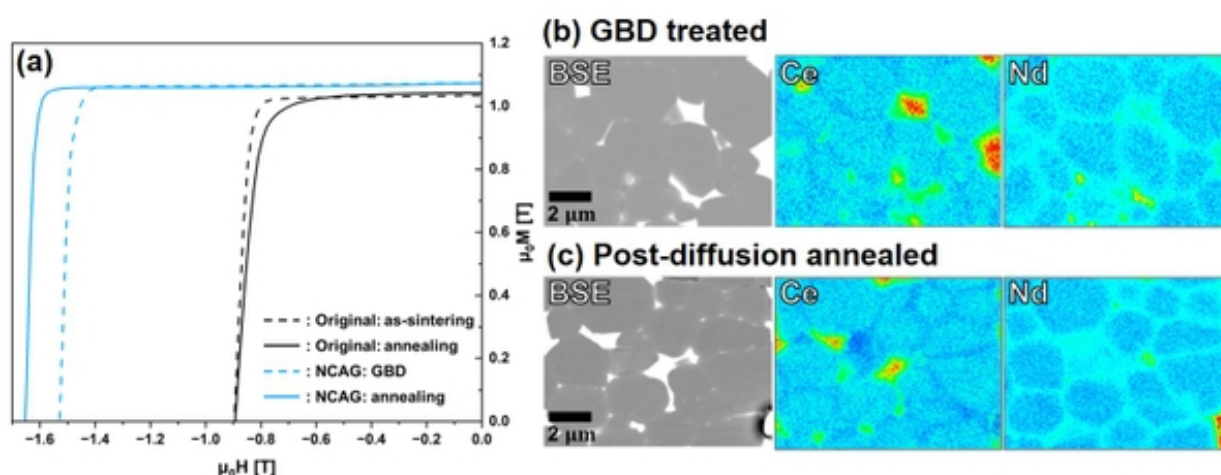 (a)
1.2
1.0
0.8
0.6
0.4
0.2
0.0
μ₀M [T]
: Original: as-sintering
: Original: annealing
: NCAG: GBD
: NCAG: annealing
−1.6 −1.4 −1.2 −1.0 −0.8 −0.6 −0.4 −0.2 0.0
μ₀H [T]
(b) GBD treated
BSE Ce Nd
2 μm
(c) Post-diffusion annealed
BSE Ce Nd
2 μm